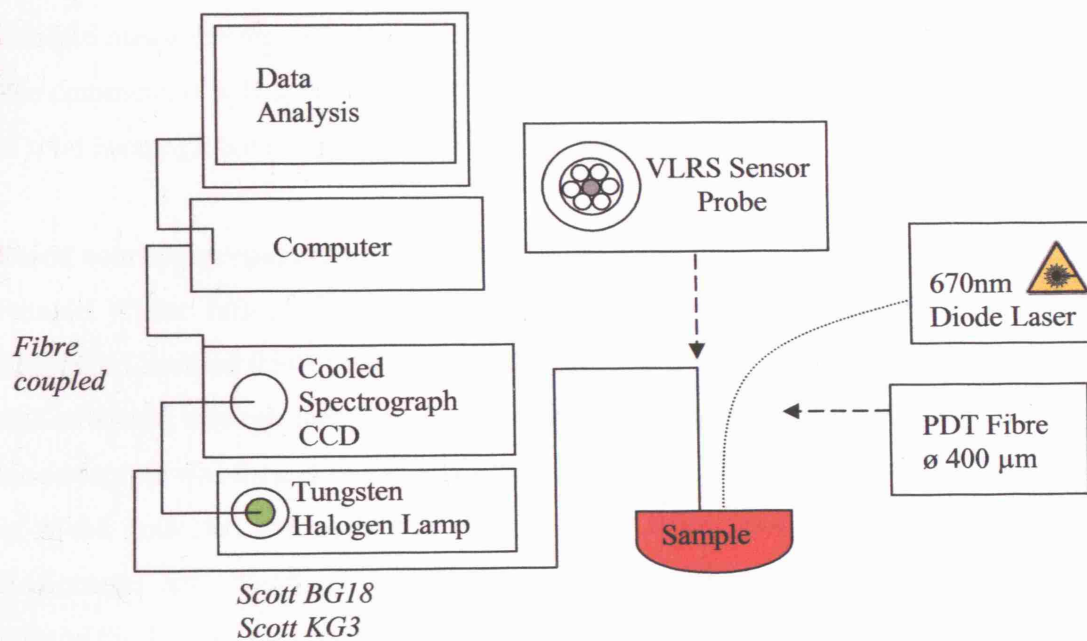 Data
Analysis
VLRS Sensor
Probe
Computer
670nm
Diode Laser
Fibre
coupled
Cooled
Spectrograph
CCD
PDT Fibre
ø 400 µm
Tungsten
Halogen Lamp
Sample
Scott BG18
Scott KG3